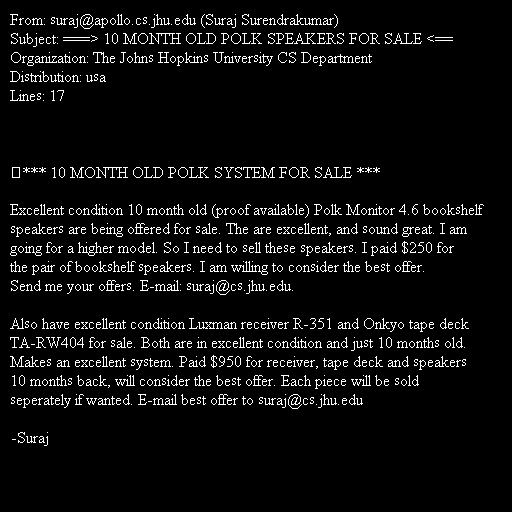 From: suraj@apollo.cs.jhu.edu (Suraj Surendrakumar)
Subject: ===> 10 MONTH OLD POLK SPEAKERS FOR SALE <==
Organization: The Johns Hopkins University CS Department
Distribution: usa
Lines: 17
*** 10 MONTH OLD POLK SYSTEM FOR SALE ***
Excellent condition 10 month old (proof available) Polk Monitor 4.6 bookshelf
speakers are being offered for sale. The are excellent, and sound great. I am
going for a higher model. So I need to sell these speakers. I paid $250 for
the pair of bookshelf speakers. I am willing to consider the best offer.
Send me your offers. E-mail: suraj@cs.jhu.edu.
Also have excellent condition Luxman receiver R-351 and Onkyo tape deck
TA-RW404 for sale. Both are in excellent condition and just 10 months old.
Makes an excellent system. Paid $950 for receiver, tape deck and speakers
10 months back, will consider the best offer. Each piece will be sold
seperately if wanted. E-mail best offer to suraj@cs.jhu.edu
-Suraj